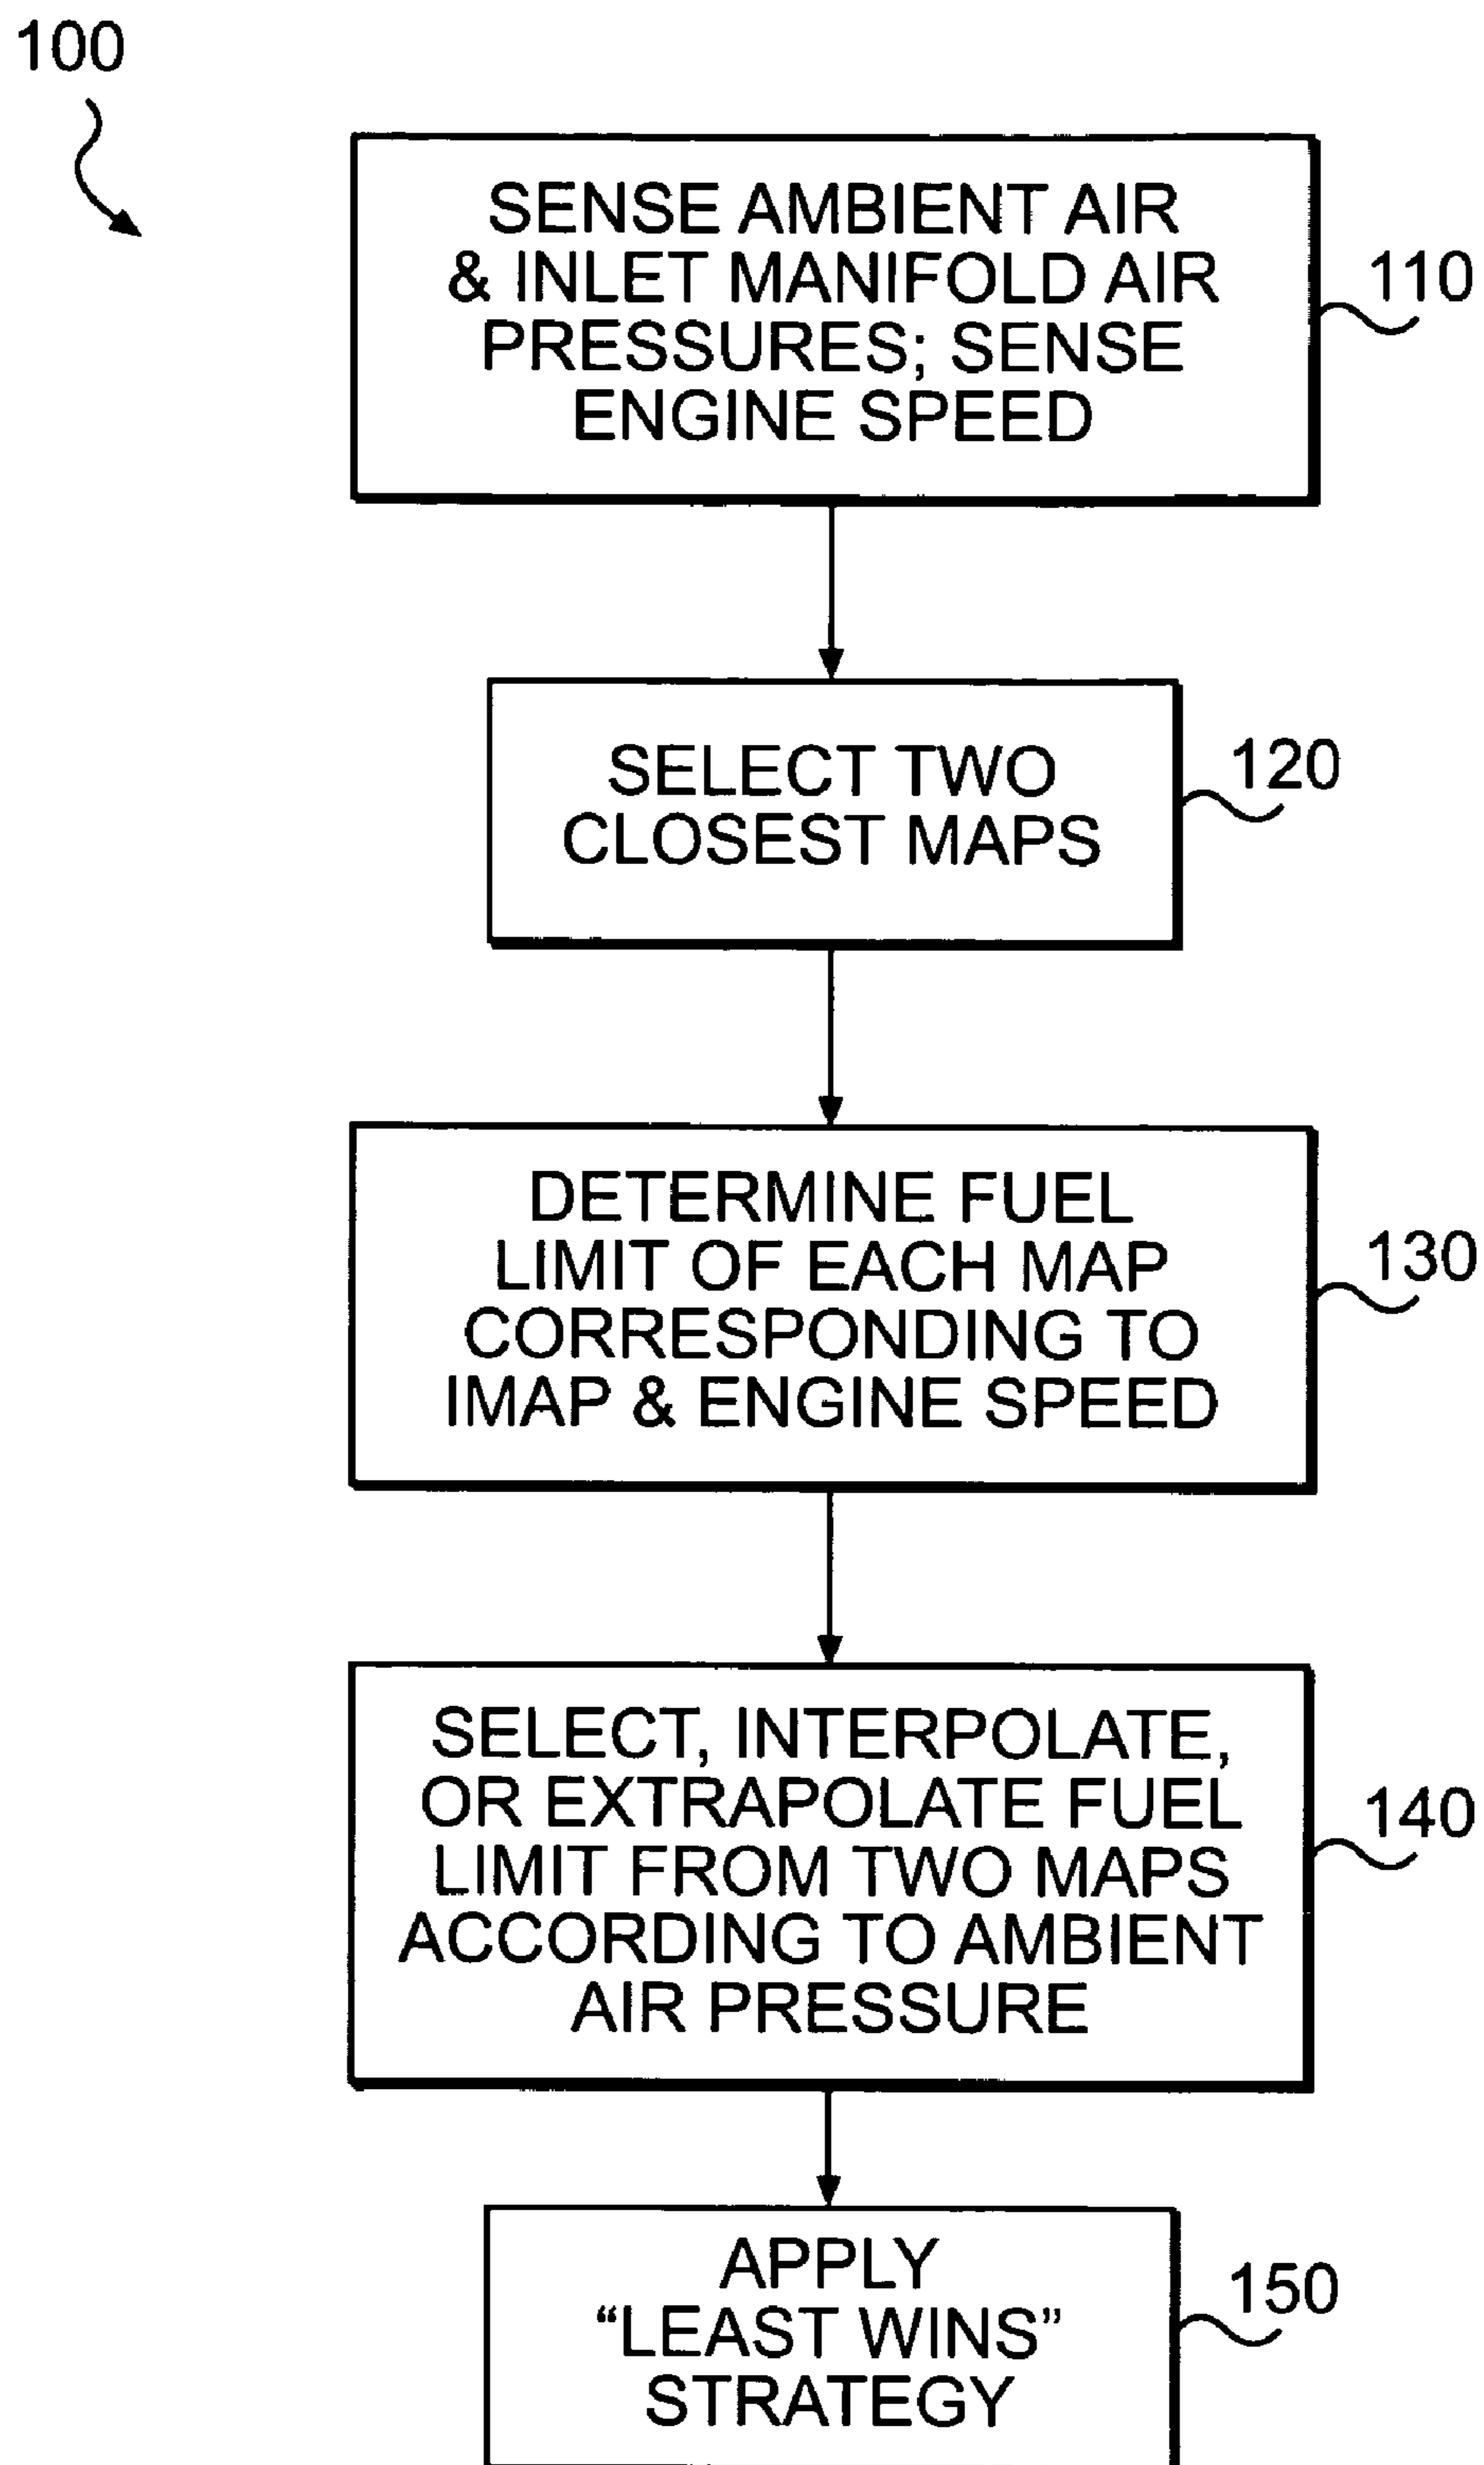 100
SENSE AMBIENT AIR
& INLET MANIFOLD AIR
PRESSURES; SENSE
ENGINE SPEED
110
SELECT TWO
CLOSEST MAPS
120
DETERMINE FUEL
LIMIT OF EACH MAP
CORRESPONDING TO
IMAP & ENGINE SPEED
130
SELECT, INTERPOLATE,
OR EXTRAPOLATE FUEL
LIMIT FROM TWO MAPS
ACCORDING TO AMBIENT
AIR PRESSURE
140
APPLY
“LEAST WINS”
STRATEGY
150